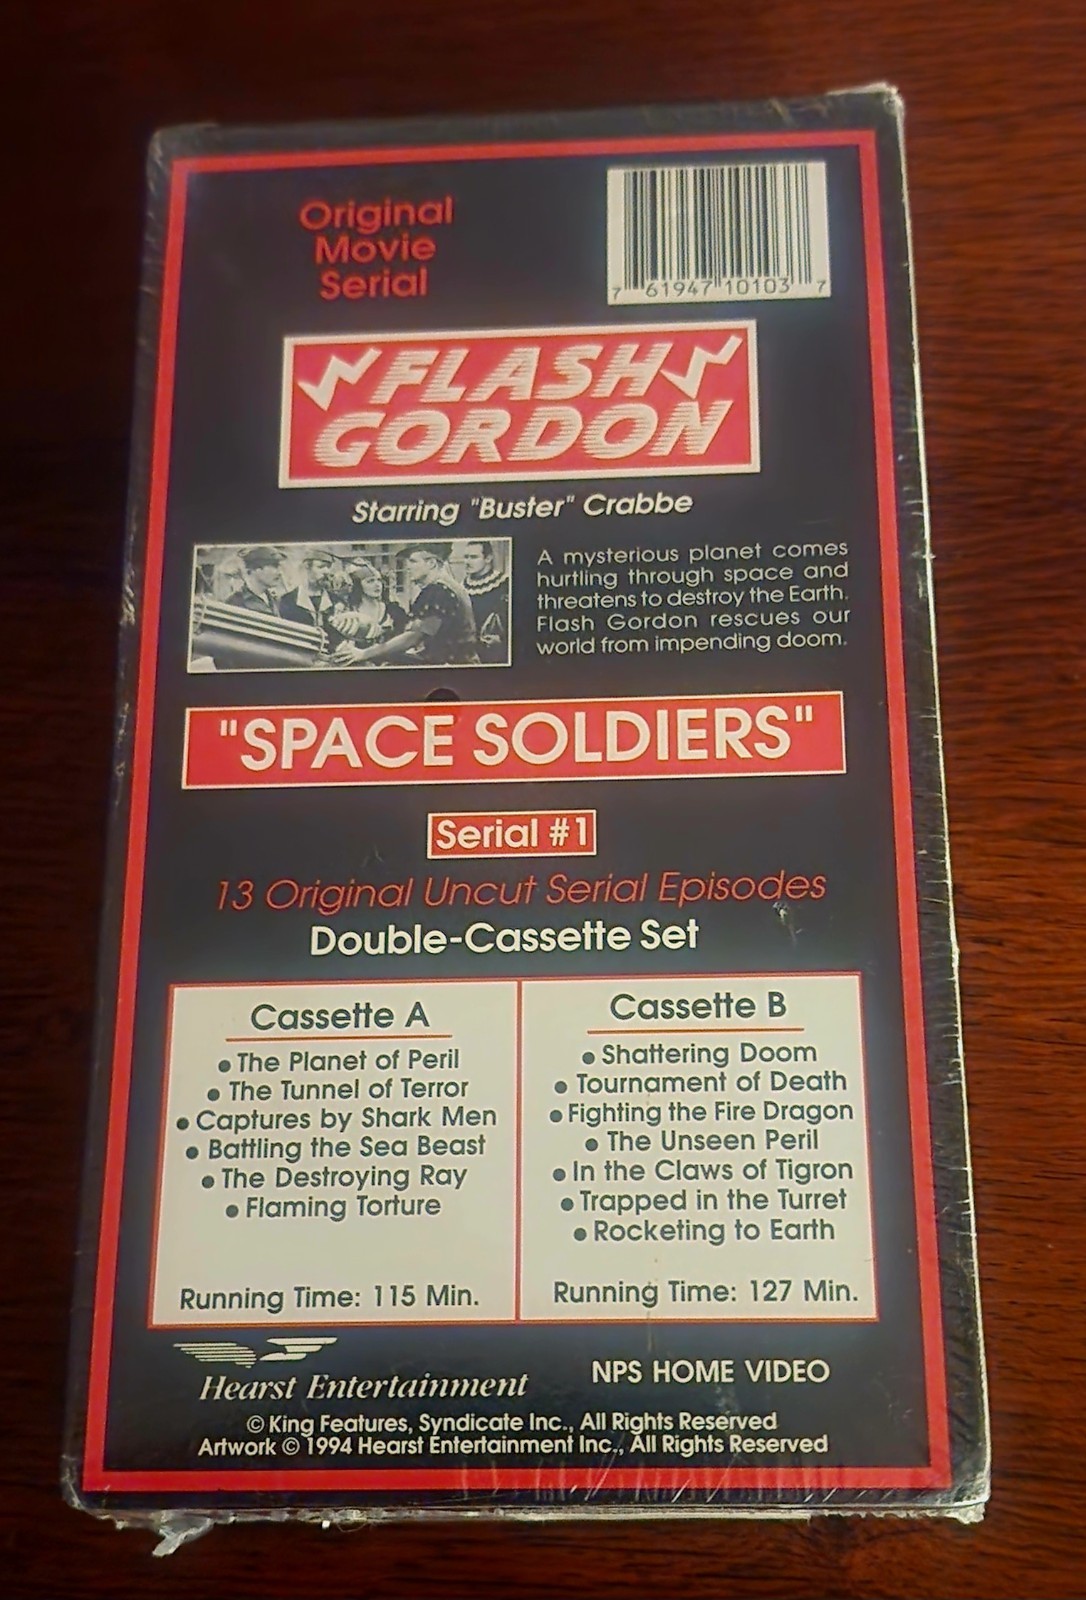 Original
Movie
Serial
7 61947 10103 7
FLASH
GORDON
Starring "Buster" Crabbe
A mysterious planet comes
hurtling through space and
threatens to destroy the Earth.
Flash Gordon rescues our
world from impending doom.
"SPACE SOLDIERS"
Serial #1
13 Original Uncut Serial Episodes
Double-Cassette Set
Cassette A
• The Planet of Peril
• The Tunnel of Terror
• Captures by Shark Men
• Battling the Sea Beast
• The Destroying Ray
• Flaming Torture
Running Time: 115 Min.
Cassette B
• Shattering Doom
• Tournament of Death
• Fighting the Fire Dragon
• The Unseen Peril
• In the Claws of Tigron
• Trapped in the Turret
• Rocketing to Earth
Running Time: 127 Min.
Hearst Entertainment
NPS HOME VIDEO
© King Features, Syndicate Inc., All Rights Reserved
Artwork © 1994 Hearst Entertainment Inc., All Rights Reserved